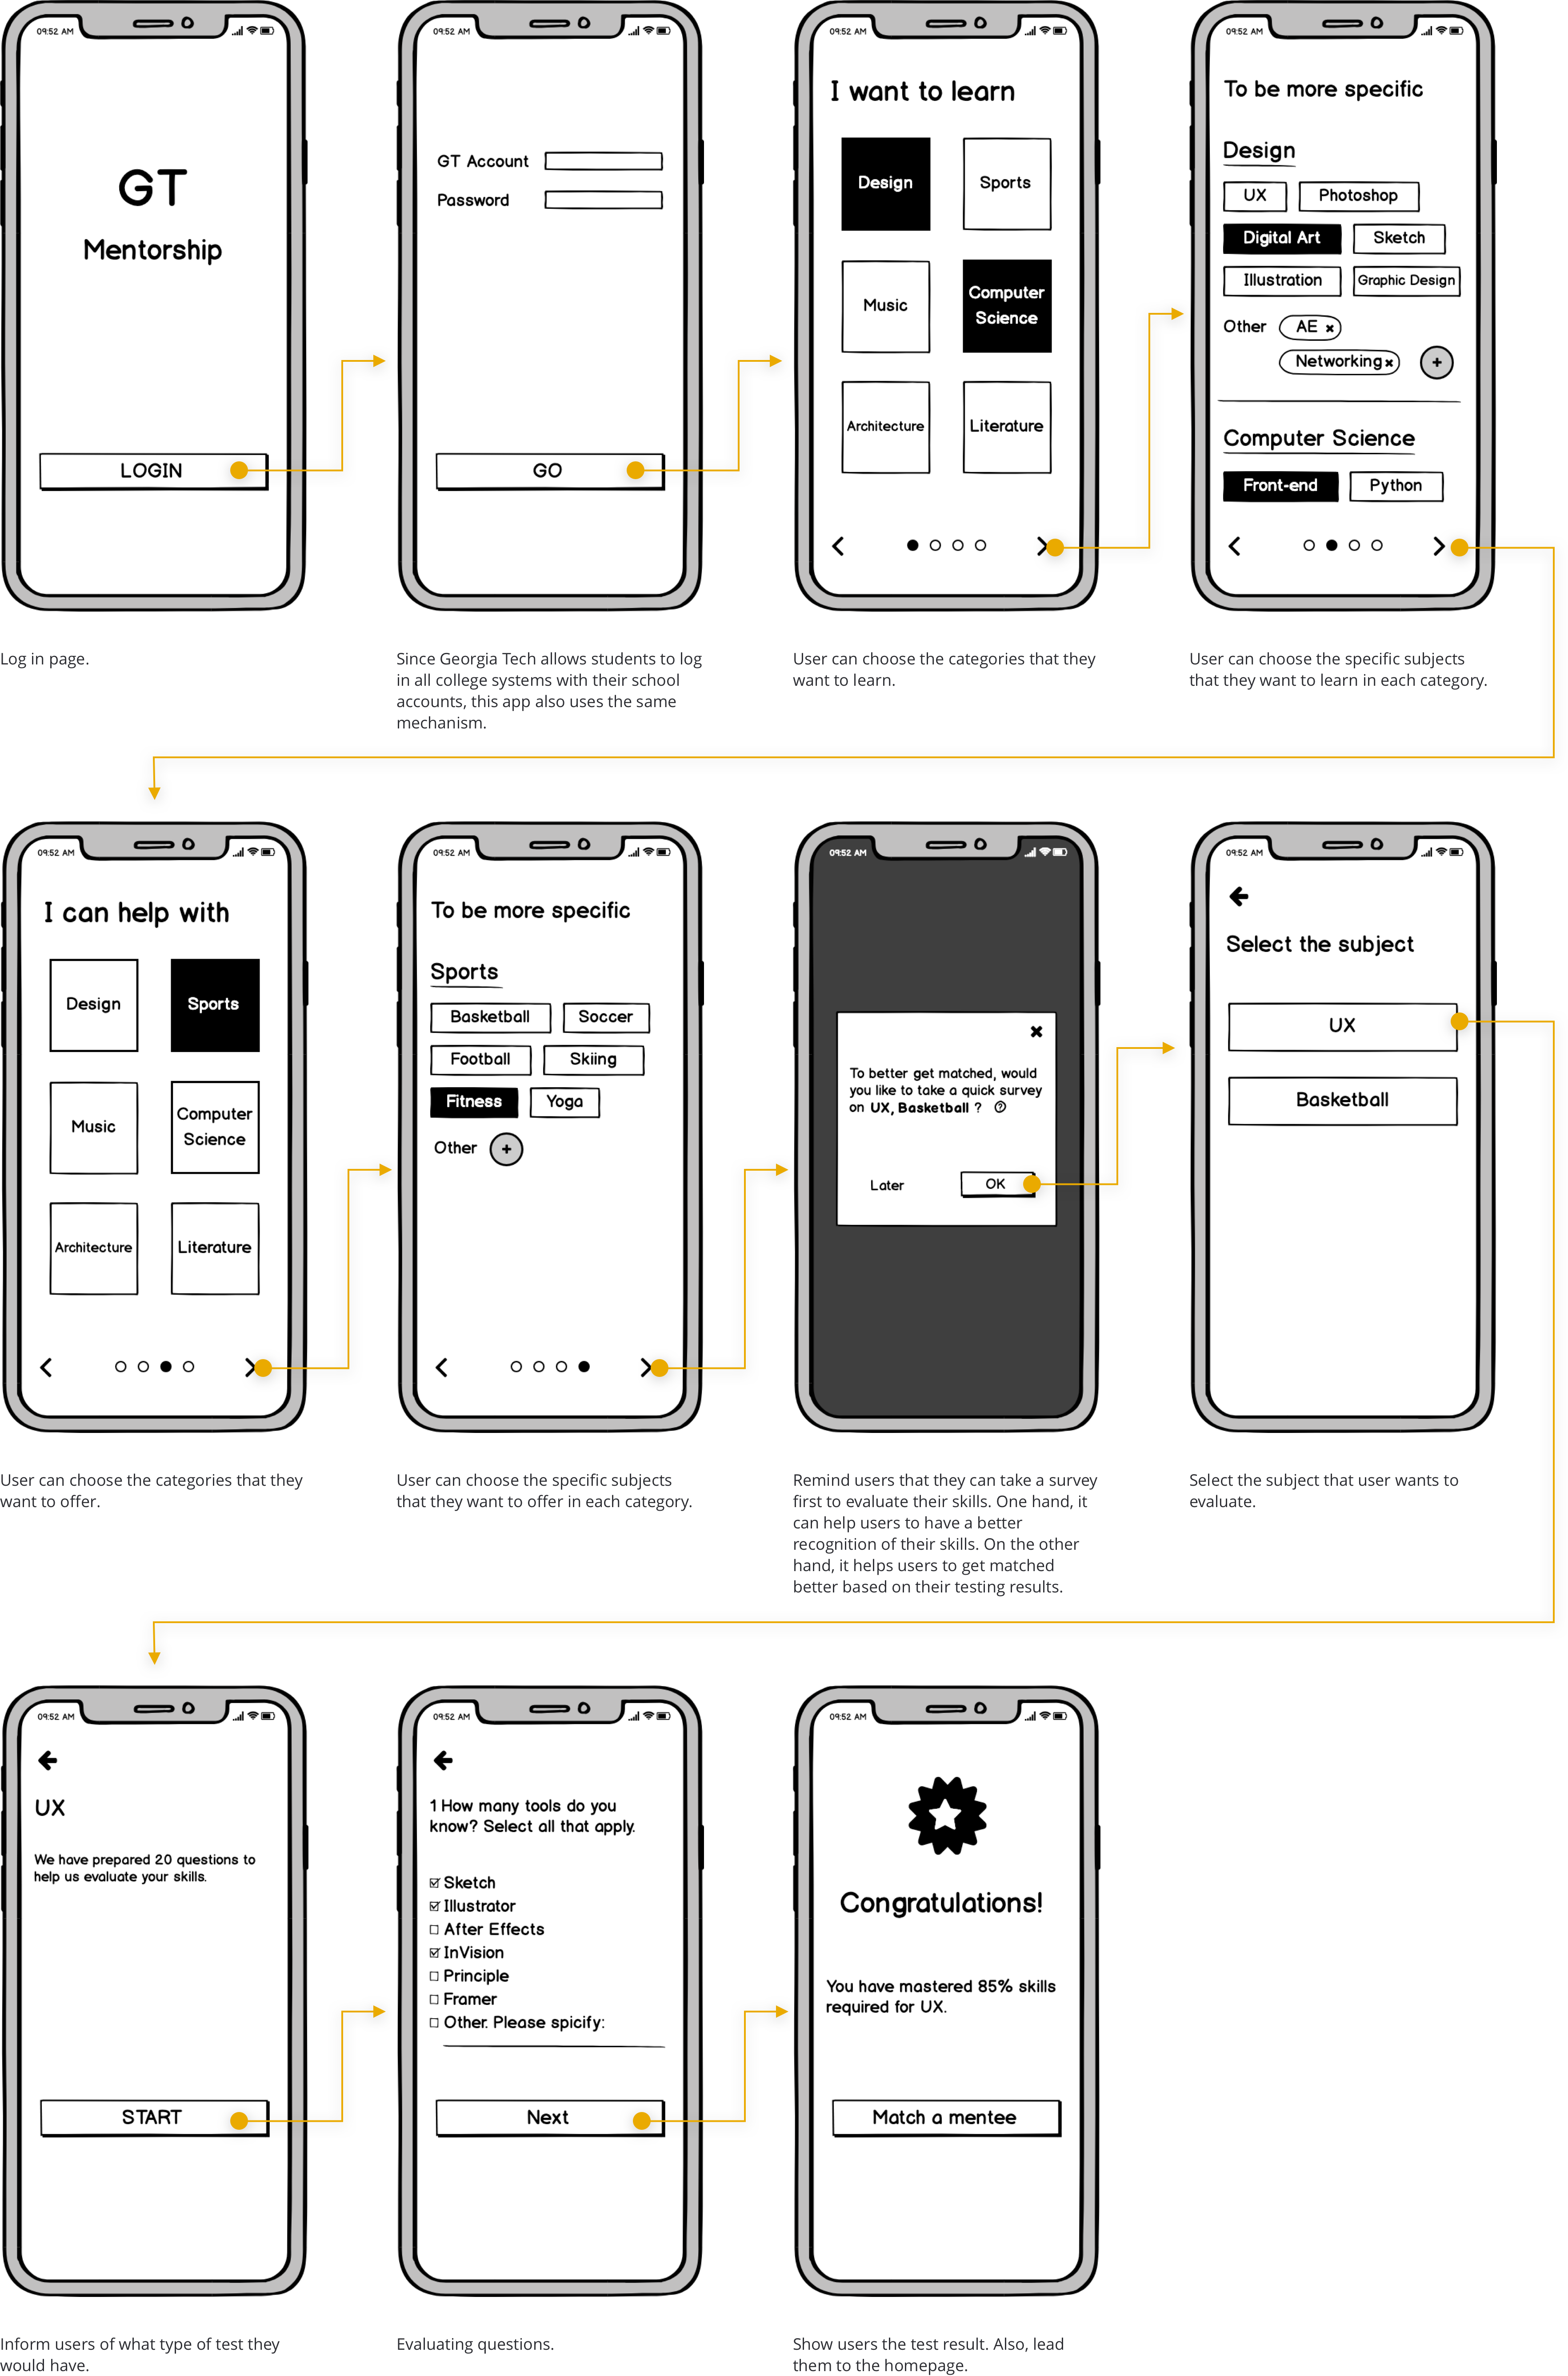 09:52 AM
GT
Mentorship
LOGIN
Log in page.
09:52 AM
GT Account
Password
GO
Since Georgia Tech allows students to log
in all college systems with their school
accounts, this app also uses the same
mechanism.
09:52 AM
I want to learn
Design
Sports
Music
Computer
Science
Architecture
Literature
User can choose the categories that they
want to learn.
09:52 AM
To be more specific
Design
UX
Photoshop
Digital Art
Sketch
Illustration
Graphic Design
Other
AE
Networking
Computer Science
Front-end
Python
User can choose the specific subjects
that they want to learn in each category.
09:52 AM
I can help with
Design
Sports
Music
Computer
Science
Architecture
Literature
User can choose the categories that they
want to offer.
09:52 AM
To be more specific
Sports
Basketball
Soccer
Football
Skiing
Fitness
Yoga
Other
User can choose the specific subjects
that they want to offer in each category.
09:52 AM
To better get matched, would
you like to take a quick survey
on UX, Basketball ?
Later
OK
Remind users that they can take a survey
first to evaluate their skills. One hand, it
can help users to have a better
recognition of their skills. On the other
hand, it helps users to get matched
better based on their testing results.
09:52 AM
Select the subject
UX
Basketball
Select the subject that user wants to
evaluate.
09:52 AM
UX
We have prepared 20 questions to
help us evaluate your skills.
START
Inform users of what type of test they
would have.
09:52 AM
1 How many tools do you
know? Select all that apply.
Sketch
Illustrator
After Effects
InVision
Principle
Framer
Other. Please spicify:
Next
Evaluating questions.
09:52 AM
Congratulations!
You have mastered 85% skills
required for UX.
Match a mentee
Show users the test result. Also, lead
them to the homepage.